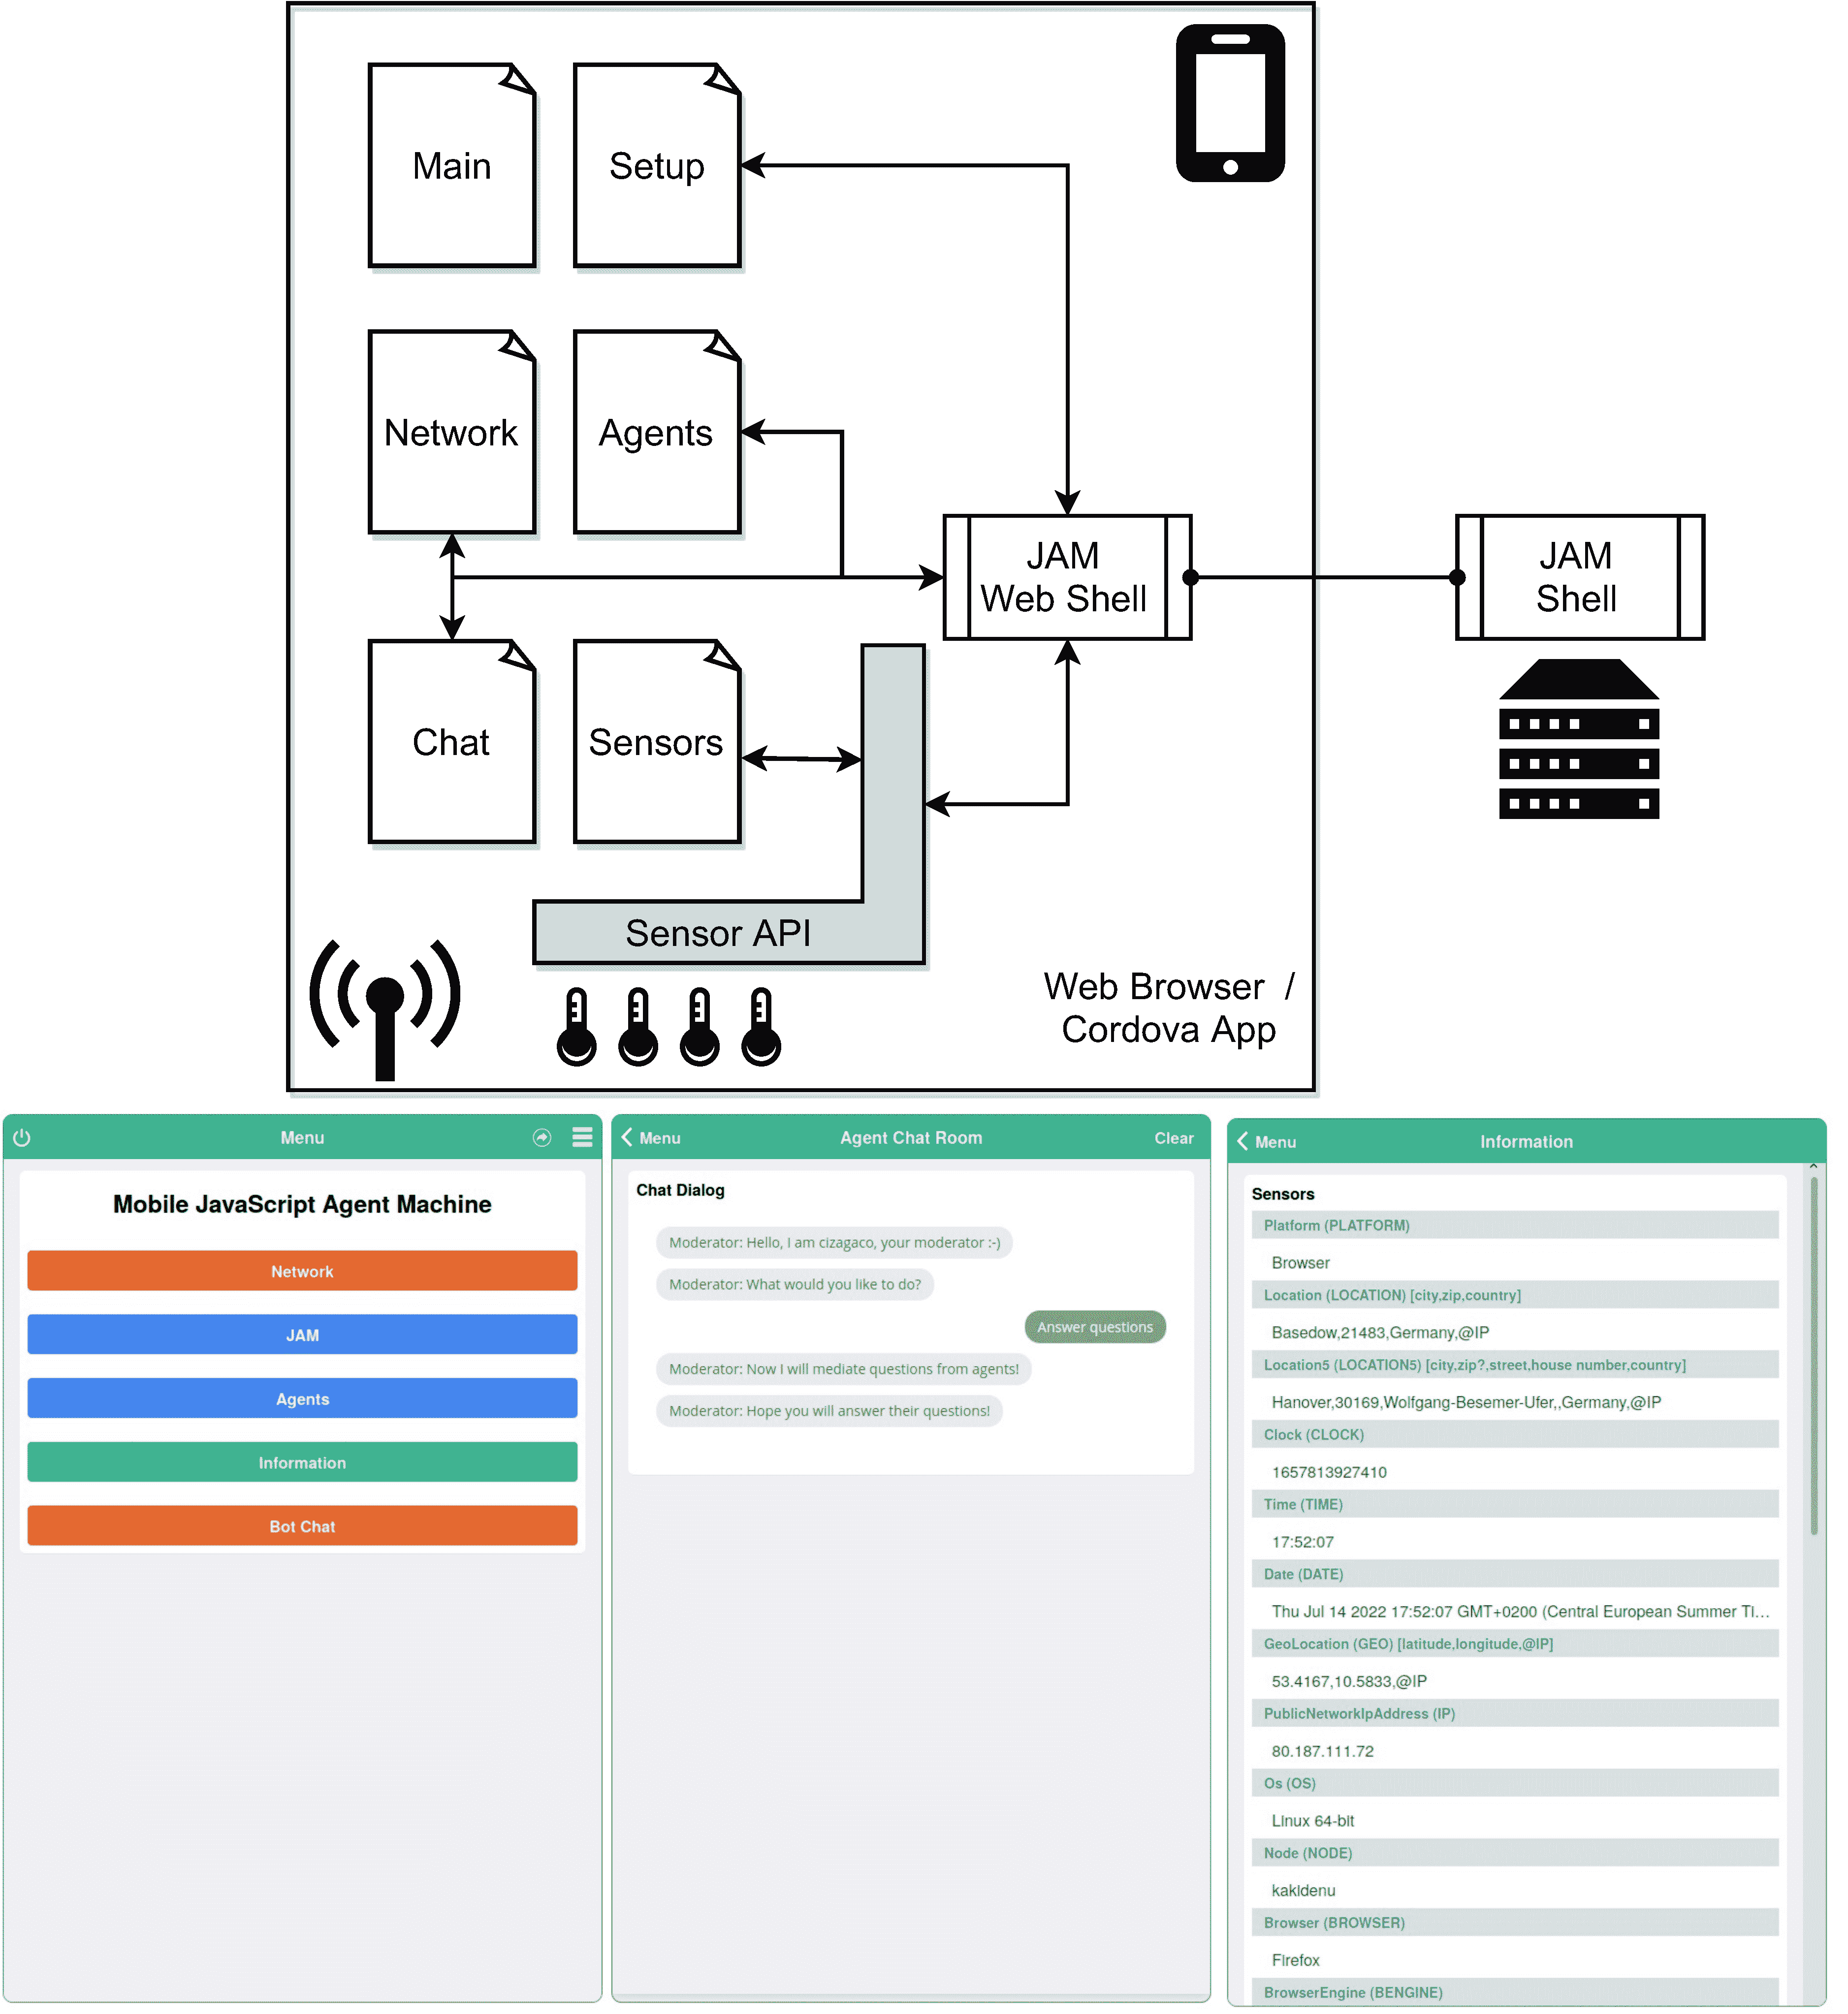 Main
Setup
Network
Agents
JAM
Web Shell
JAM
Shell
Chat
Sensors
Sensor API
Web Browser /
Cordova App
Menu
Mobile JavaScript Agent Machine
Network
JAM
Agents
Information
Bot Chat
Menu
Agent Chat Room
Clear
Chat Dialog
Moderator: Hello, I am cizagaco, your moderator :-)
Moderator: What would you like to do?
Answer questions
Moderator: Now I will mediate questions from agents!
Moderator: Hope you will answer their questions!
Menu
Information
Sensors
Platform (PLATFORM)
Browser
Location (LOCATION) [city,zip,country]
Basedow,21483,Germany,@IP
Location5 (LOCATION5) [city,zip?,street,house number,country]
Hanover,30169,Wolfgang-Besemer-Ufer,,Germany,@IP
Clock (CLOCK)
1657813927410
Time (TIME)
17:52:07
Date (DATE)
Thu Jul 14 2022 17:52:07 GMT+0200 (Central European Summer Ti...
GeoLocation (GEO) [latitude,longitude,@IP]
53.4167,10.5833,@IP
PublicNetworkIpAddress (IP)
80.187.111.72
Os (OS)
Linux 64-bit
Node (NODE)
kakidenu
Browser (BROWSER)
Firefox
BrowserEngine (BENGINE)